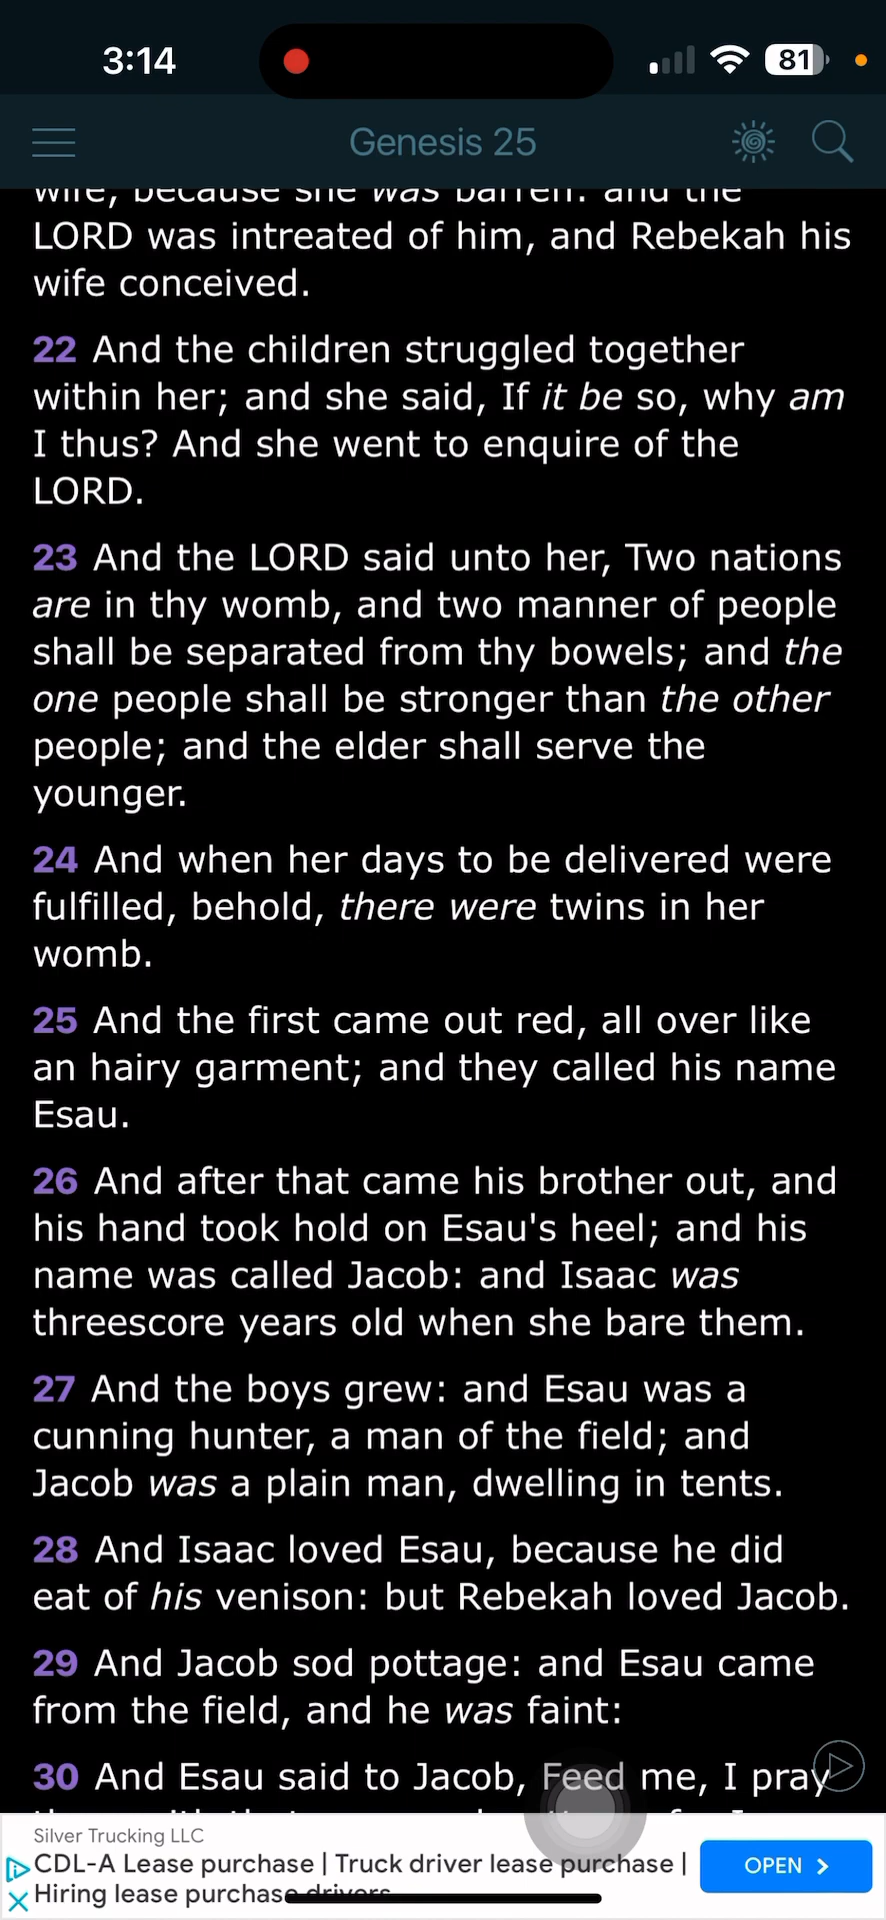 3:14
81
Genesis 25
wife, because she was barren: and the
LORD was intreated of him, and Rebekah his
wife conceived.
22 And the children struggled together
within her; and she said, If it be so, why am
I thus? And she went to enquire of the
LORD.
23 And the LORD said unto her, Two nations
are in thy womb, and two manner of people
shall be separated from thy bowels; and the
one people shall be stronger than the other
people; and the elder shall serve the
younger.
24 And when her days to be delivered were
fulfilled, behold, there were twins in her
womb.
25 And the first came out red, all over like
an hairy garment; and they called his name
Esau.
26 And after that came his brother out, and
his hand took hold on Esau's heel; and his
name was called Jacob: and Isaac was
threescore years old when she bare them.
27 And the boys grew: and Esau was a
cunning hunter, a man of the field; and
Jacob was a plain man, dwelling in tents.
28 And Isaac loved Esau, because he did
eat of his venison: but Rebekah loved Jacob.
29 And Jacob sod pottage: and Esau came
from the field, and he was faint:
30 And Esau said to Jacob, Feed me, I pray
Silver Trucking LLC
CDL-A Lease purchase | Truck driver lease purchase |
Hiring lease purchase drivers
OPEN